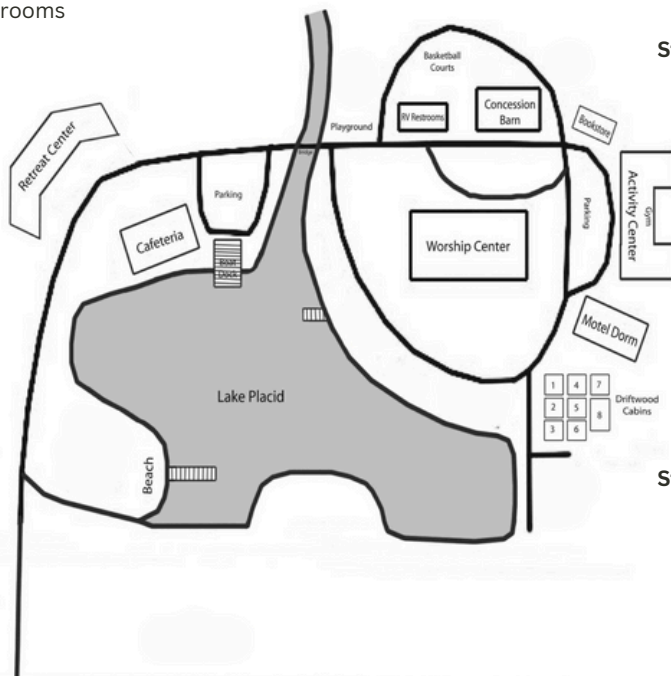 rooms
Basketball
Courts
S
RV Restrooms
Concession
Barn
Bookstore
Playground
Bridge
Retreat Center
Parking
Cafeteria
Boat
Dock
Worship Center
Parking
Activity Center
Gym
Motel Dorm
Lake Placid
1 4 7
2 5 8
3 6
Driftwood
Cabins
Beach
S